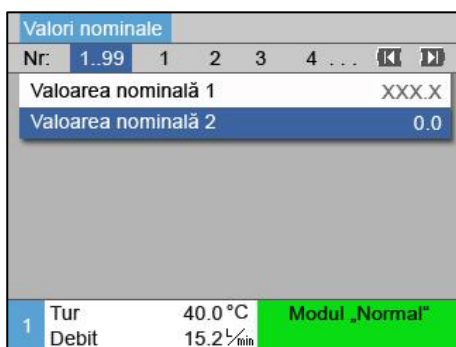 Valori nominale
Nr: 1..99 1 2 3 4 ...
Valoarea nominală 1 XXX.X
Valoarea nominală 2 0.0
1 Tur 40.0 °C Modul „Normal“
Debit 15.2 L/min